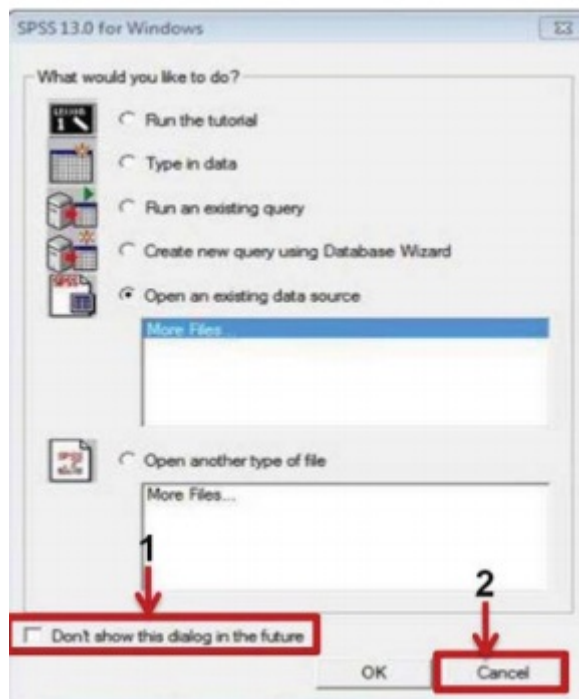 SPSS 13.0 for Windows
What would you like to do?
Run the tutorial
Type in data
Run an existing query
Create new query using Database Wizard
SPSS
Open an existing data source
More Files...
Open another type of file
More Files...
1
2
Don't show this dialog in the future
OK
Cancel